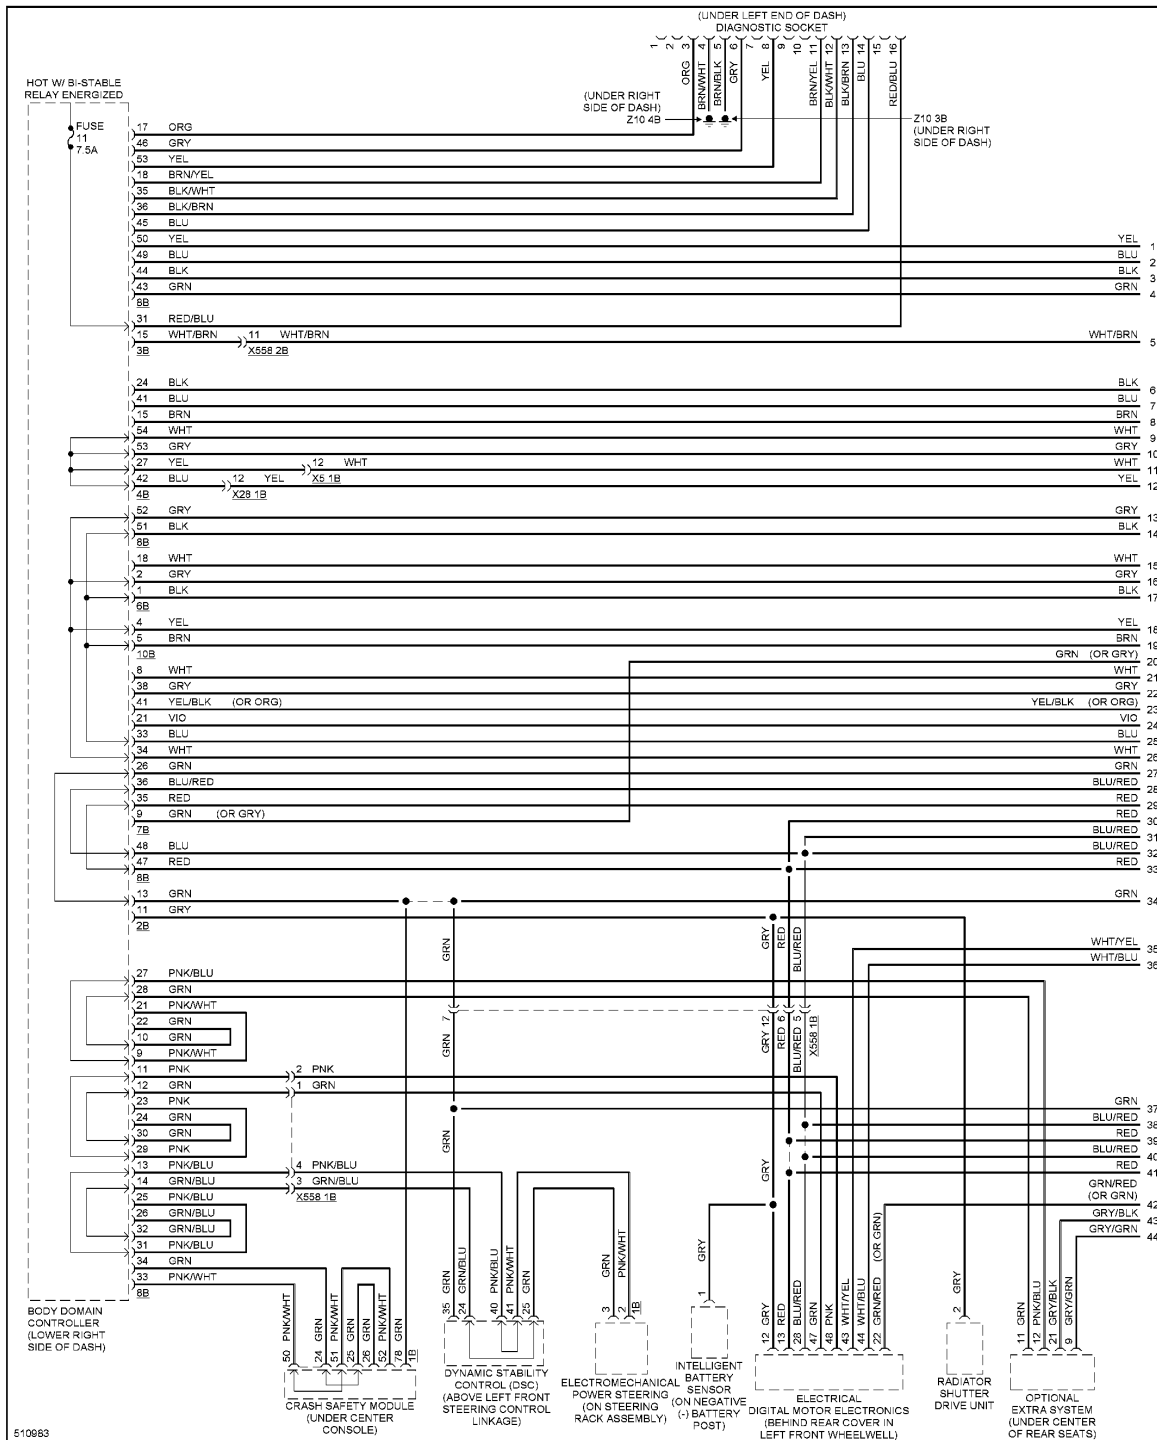 (UNDER LEFT END OF DASH)
DIAGNOSTIC SOCKET
1 2 3 4 5 6 7 8 9 10 11 12 13 14 15 16
ORG BRN/WHT BRN/BLK GRY YEL BRN/YEL BLK/WHT BLK/BRN BLU RED/BLU
HOT W/ BI-STABLE
RELAY ENERGIZED
(UNDER RIGHT
SIDE OF DASH)
Z10 4B
Z10 3B
(UNDER RIGHT
SIDE OF DASH)
FUSE
11
7.5A
17 ORG
46 GRY
53 YEL
18 BRN/YEL
35 BLK/WHT
36 BLK/BRN
45 BLU
50 YEL YEL 1
49 BLU BLU 2
44 BLK BLK 3
43 GRN GRN 4
8B
31 RED/BLU
15 WHT/BRN 11 WHT/BRN WHT/BRN 5
3B X558 2B
24 BLK BLK 6
41 BLU BLU 7
15 BRN BRN 8
54 WHT WHT 9
53 GRY GRY 10
27 YEL 12 WHT WHT 11
X5 1B
42 BLU 12 YEL YEL 12
4B X28 1B
52 GRY GRY 13
51 BLK BLK 14
8B
18 WHT WHT 15
2 GRY GRY 16
1 BLK BLK 17
6B
4 YEL YEL 18
5 BRN BRN 19
10B
GRN (OR GRY) 20
8 WHT WHT 21
38 GRY GRY 22
41 YEL/BLK (OR ORG) YEL/BLK (OR ORG) 23
21 VIO VIO 24
33 BLU BLU 25
34 WHT WHT 26
26 GRN GRN 27
36 BLU/RED BLU/RED 28
35 RED RED 29
9 GRN (OR GRY) RED 30
7B
BLU/RED 31
48 BLU BLU/RED 32
47 RED RED 33
8B
13 GRN GRN 34
11 GRY
2B
GRN GRY RED BLU/RED
WHT/YEL 35
WHT/BLU 36
27 PNK/BLU
28 GRN
21 PNK/WHT
22 GRN
10 GRN
9 PNK/WHT
7 12 6 5 X558 1B
GRN GRY RED BLU/RED
11 PNK 2 PNK
12 GRN 1 GRN
23 PNK GRN 37
24 GRN BLU/RED 38
30 GRN RED 39
29 PNK BLU/RED 40
GRN GRY
13 PNK/BLU 4 PNK/BLU RED 41
14 GRN/BLU 3 GRN/BLU
X558 1B
GRN/RED
(OR GRN) 42
25 PNK/BLU
26 GRN/BLU GRY/BLK 43
32 GRN/BLU GRY/GRN 44
31 PNK/BLU
34 GRN
33 PNK/WHT
8B
BODY DOMAIN
CONTROLLER
(LOWER RIGHT
SIDE OF DASH)
PNK/WHT GRN PNK/WHT GRN GRN PNK/WHT GRN
50 24 51 25 26 52 78 1B
CRASH SAFETY MODULE
(UNDER CENTER
CONSOLE)
GRN GRN/BLU PNK/BLU PNK/WHT GRN
35 24 40 41 25
DYNAMIC STABILITY
CONTROL (DSC)
(ABOVE LEFT FRONT
STEERING CONTROL
LINKAGE)
GRN PNK/WHT
3 2 1B
ELECTROMECHANICAL
POWER STEERING
(ON STEERING
RACK ASSEMBLY)
GRY
1
INTELLIGENT
BATTERY
SENSOR
(ON NEGATIVE
(-) BATTERY
POST)
GRY RED BLU/RED GRN PNK WHT/YEL WHT/BLU GRN/RED (OR GRN)
12 13 28 47 48 43 44 22
ELECTRICAL
DIGITAL MOTOR ELECTRONICS
(BEHIND REAR COVER IN
LEFT FRONT WHEELWELL)
GRY
2
RADIATOR
SHUTTER
DRIVE UNIT
GRN PNK/BLU GRY/BLK GRY/GRN
11 12 21 9
OPTIONAL
EXTRA SYSTEM
(UNDER CENTER
OF REAR SEATS)
510983